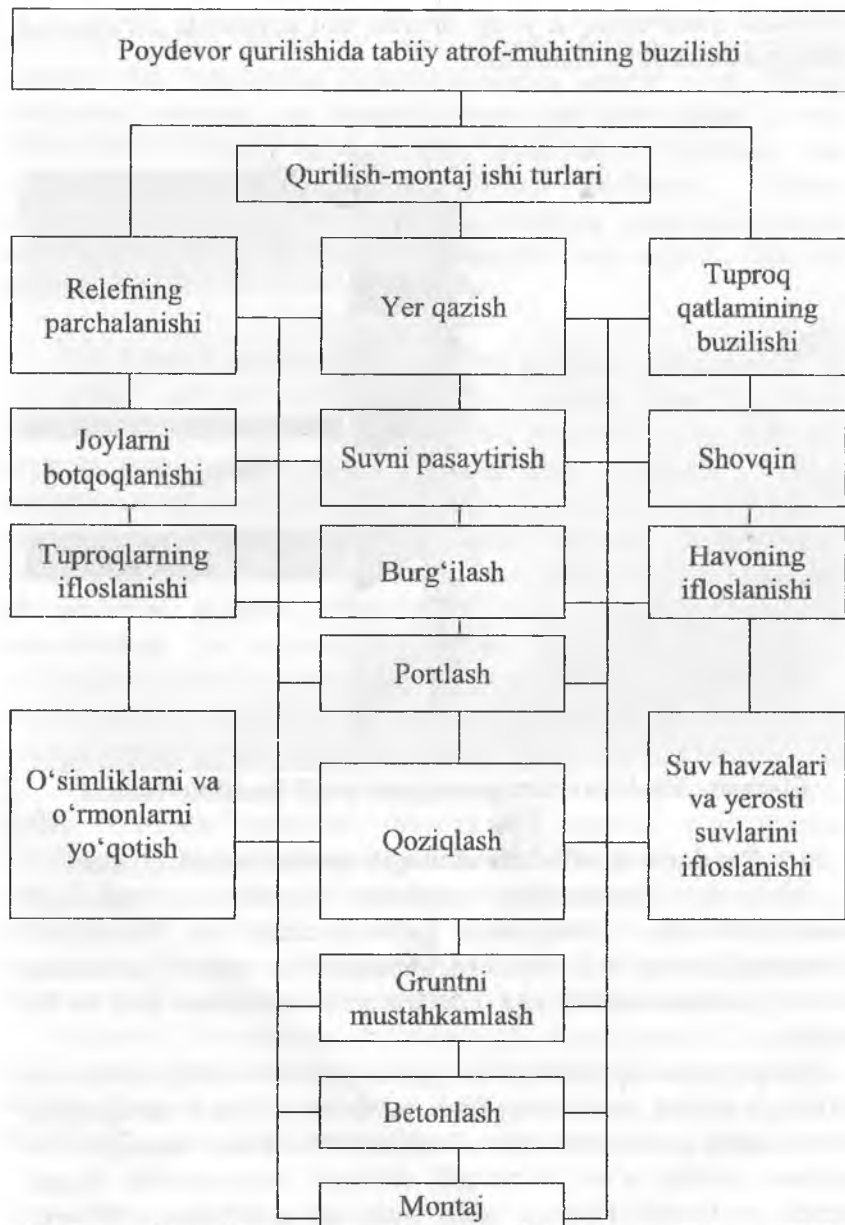 Poydevor qurilishida tabiiy atrof-muhitning buzilishi
Qurilish-montaj ishi turlari
Relefning
parchalanishi
Yer qazish
Tuproq
qatlamining
buzilishi
Joylarni
botqoqlanishi
Suvni pasaytirish
Shovqin
Tuproqlarning
ifloslanishi
Burg‘ilash
Havoning
ifloslanishi
Portlash
O‘simliklarni va
o‘rmonlarni
yo‘qotish
Qoziqlash
Suv havzalari
va yerosti
suvlarini
ifloslanishi
Gruntni
mustahkamlash
Betonlash
Montaj